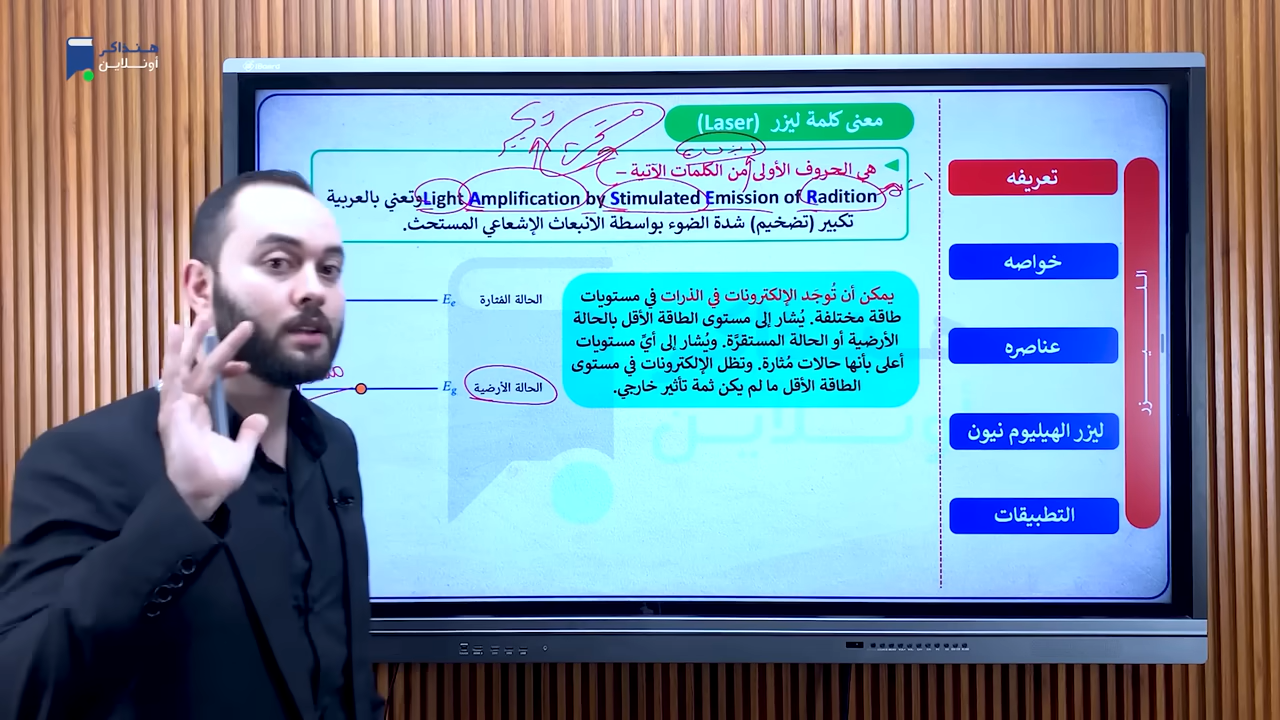 هنذاكر
أونلاين
معنى كلمة ليزر (Laser)
هي الحروف الأولى من الكلمات الآتية –
Light Amplification by Stimulated Emission of Radition وتعني بالعربية
تكبير (تضخيم) شدة الضوء بواسطة الانبعاث الإشعاعي المستحث.
يمكن أن تُوجَد الإلكترونات في الذرات في مستويات
طاقة مختلفة. يُشار إلى مستوى الطاقة الأقل بالحالة
الأرضية أو الحالة المستقرَّة. ويُشار إلى أيِّ مستويات
أعلى بأنها حالات مُثارة. وتظل الإلكترونات في مستوى
الطاقة الأقل ما لم يكن ثمة تأثير خارجي.
الحالة المُثارة Ee
الحالة الأرضية Eg
الليزر
تعريفه
خواصه
عناصره
ليزر الهيليوم نيون
التطبيقات
أونلاين